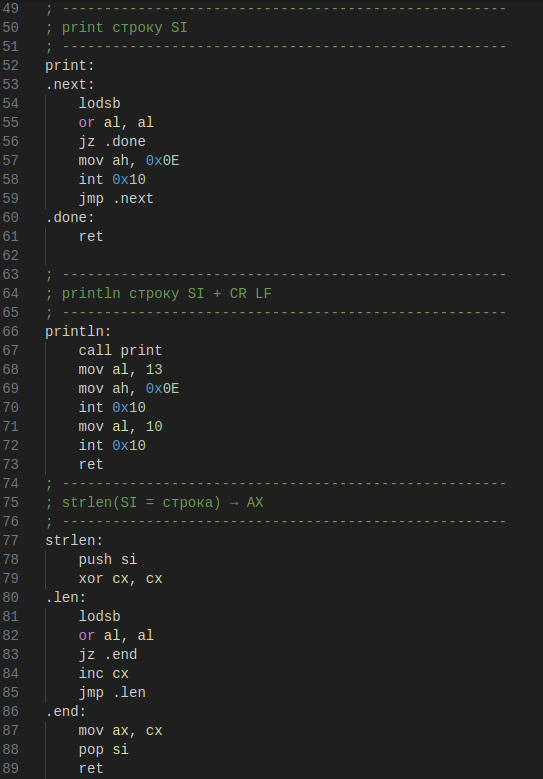 49 ; -----------------------------------------------------
50 ; print строку SI
51 ; -----------------------------------------------------
52 print:
53 .next:
54     lodsb
55     or al, al
56     jz .done
57     mov ah, 0x0E
58     int 0x10
59     jmp .next
60 .done:
61     ret
62
63 ; -----------------------------------------------------
64 ; println строку SI + CR LF
65 ; -----------------------------------------------------
66 println:
67     call print
68     mov al, 13
69     mov ah, 0x0E
70     int 0x10
71     mov al, 10
72     int 0x10
73     ret
74 ; -----------------------------------------------------
75 ; strlen(SI = строка) → AX
76 ; -----------------------------------------------------
77 strlen:
78     push si
79     xor cx, cx
80 .len:
81     lodsb
82     or al, al
83     jz .end
84     inc cx
85     jmp .len
86 .end:
87     mov ax, cx
88     pop si
89     ret